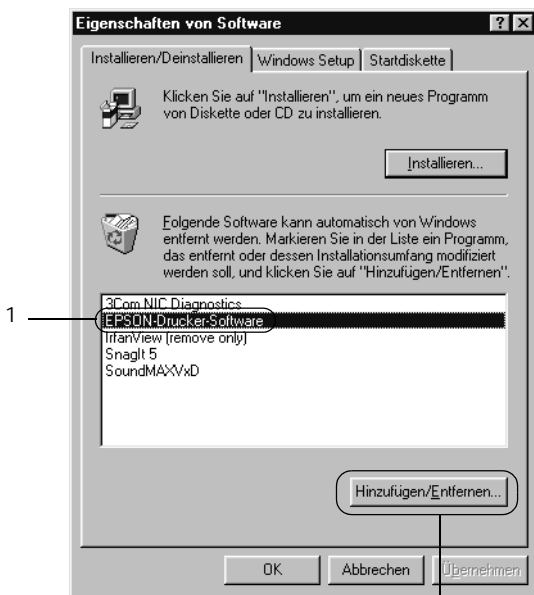 Eigenschaften von Software
Installieren/Deinstallieren Windows Setup Startdiskette
Klicken Sie auf "Installieren", um ein neues Programm
von Diskette oder CD zu installieren.
Installieren...
Folgende Software kann automatisch von Windows
entfernt werden. Markieren Sie in der Liste ein Programm,
das entfernt oder dessen Installationsumfang modifiziert
werden soll, und klicken Sie auf "Hinzufügen/Entfernen".
3Com NIC Diagnostics
1 EPSON-Drucker-Software
IrfanView (remove only)
SnagIt 5
SoundMAXVxD
Hinzufügen/Entfernen...
OK Abbrechen Übernehmen